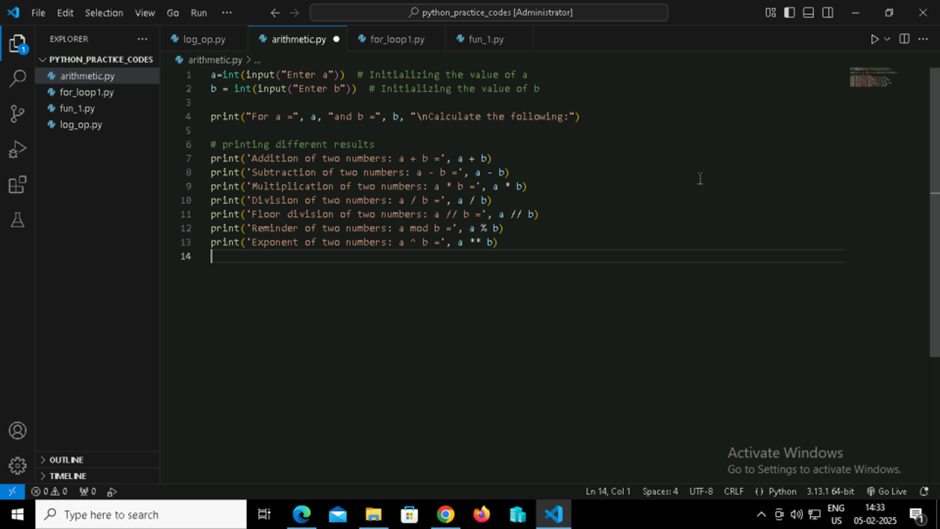 File Edit Selection View Go Run ··· python_practice_codes [Administrator]
EXPLORER ···
log_op.py arithmetic.py for_loop1.py fun_1.py
PYTHON_PRACTICE_CODES
arithmetic.py
for_loop1.py
fun_1.py
log_op.py
OUTLINE
TIMELINE
1
arithmetic.py > ...
1 a=int(input("Enter a")) # Initializing the value of a
2 b = int(input("Enter b")) # Initializing the value of b
3
4 print("For a =", a, "and b =", b, "\nCalculate the following:")
5
6 # printing different results
7 print('Addition of two numbers: a + b =', a + b)
8 print('Subtraction of two numbers: a - b =', a - b)
9 print('Multiplication of two numbers: a * b =', a * b)
10 print('Division of two numbers: a / b =', a / b)
11 print('Floor division of two numbers: a // b =', a // b)
12 print('Reminder of two numbers: a mod b =', a % b)
13 print('Exponent of two numbers: a ^ b =', a ** b)
14
Activate Windows
Go to Settings to activate Windows.
0 0 0 Ln 14, Col 1 Spaces: 4 UTF-8 CRLF {} Python 3.13.1 64-bit Go Live
Type here to search
ENG
US
14:33
05-02-2025
1